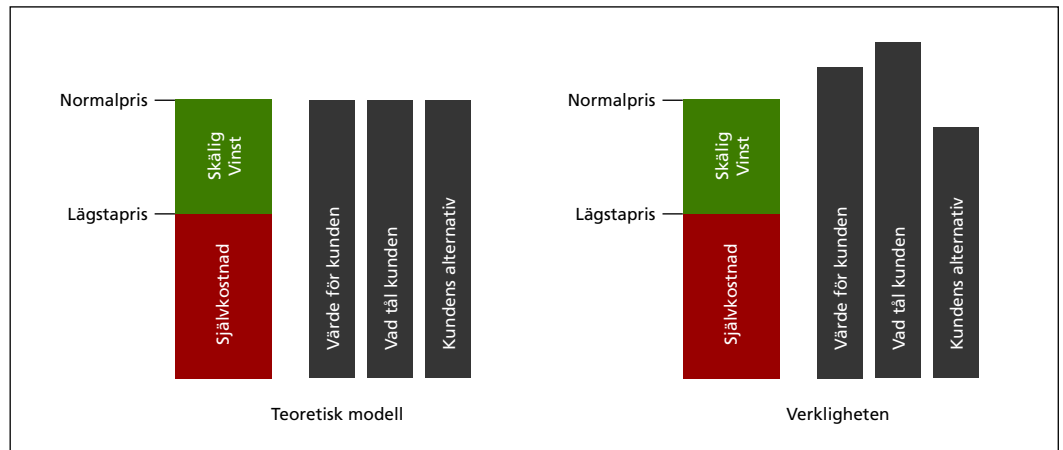 Normalpris
Skälig
Vinst
Lägstapris
Självkostnad
Värde för kunden
Vad tål kunden
Kundens alternativ
Teoretisk modell
Normalpris
Skälig
Vinst
Lägstapris
Självkostnad
Värde för kunden
Vad tål kunden
Kundens alternativ
Verkligheten